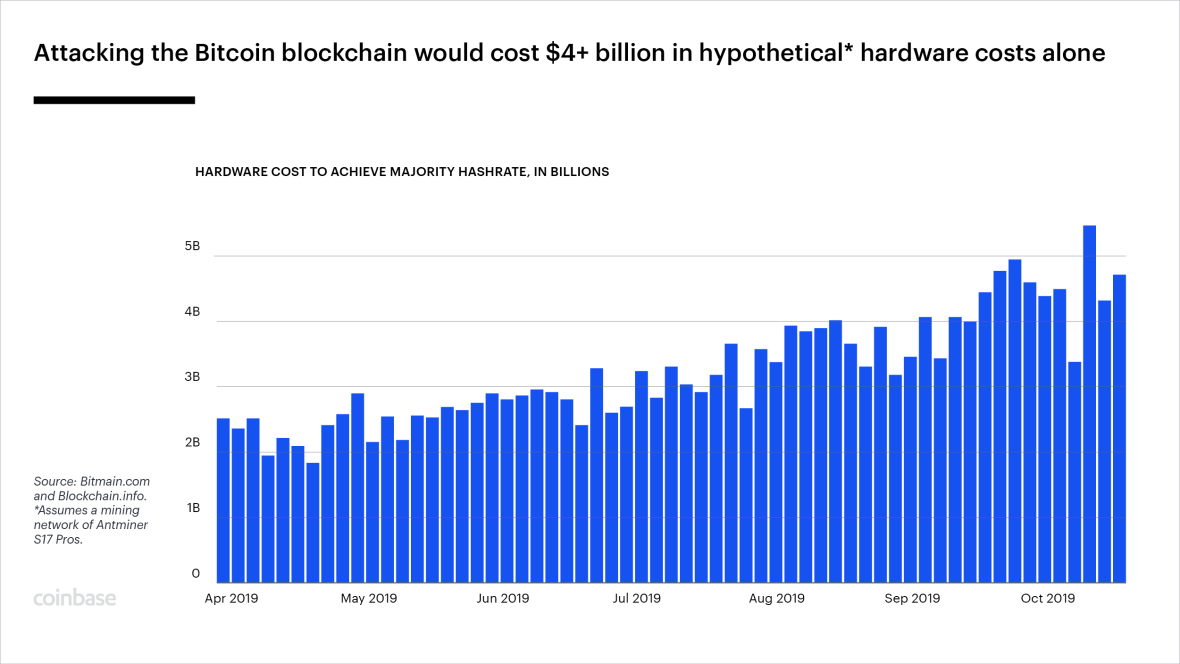 Attacking the Bitcoin blockchain would cost $4+ billion in hypothetical* hardware costs alone
HARDWARE COST TO ACHIEVE MAJORITY HASHRATE, IN BILLIONS
5B
4B
3B
2B
1B
0
Apr 2019
May 2019
Jun 2019
Jul 2019
Aug 2019
Sep 2019
Oct 2019
Source: Bitmain.com
and Blockchain.info.
*Assumes a mining
network of Antminer
S17 Pros.
coinbase